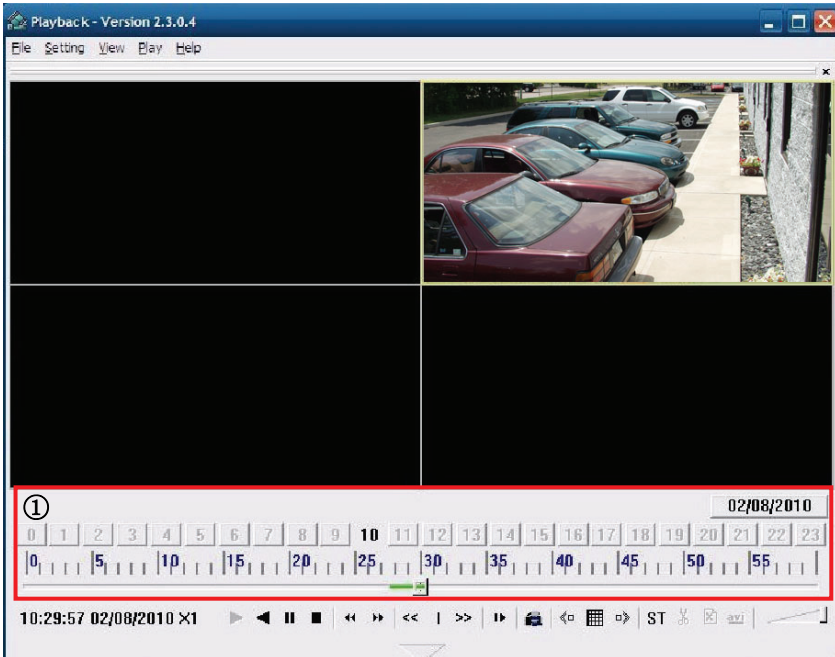 Playback - Version 2.3.0.4
File Setting View Play Help
①
02/08/2010
0 1 2 3 4 5 6 7 8 9 10 11 12 13 14 15 16 17 18 19 20 21 22 23
0 5 10 15 20 25 30 35 40 45 50 55
10:29:57 02/08/2010 X1 ST avi